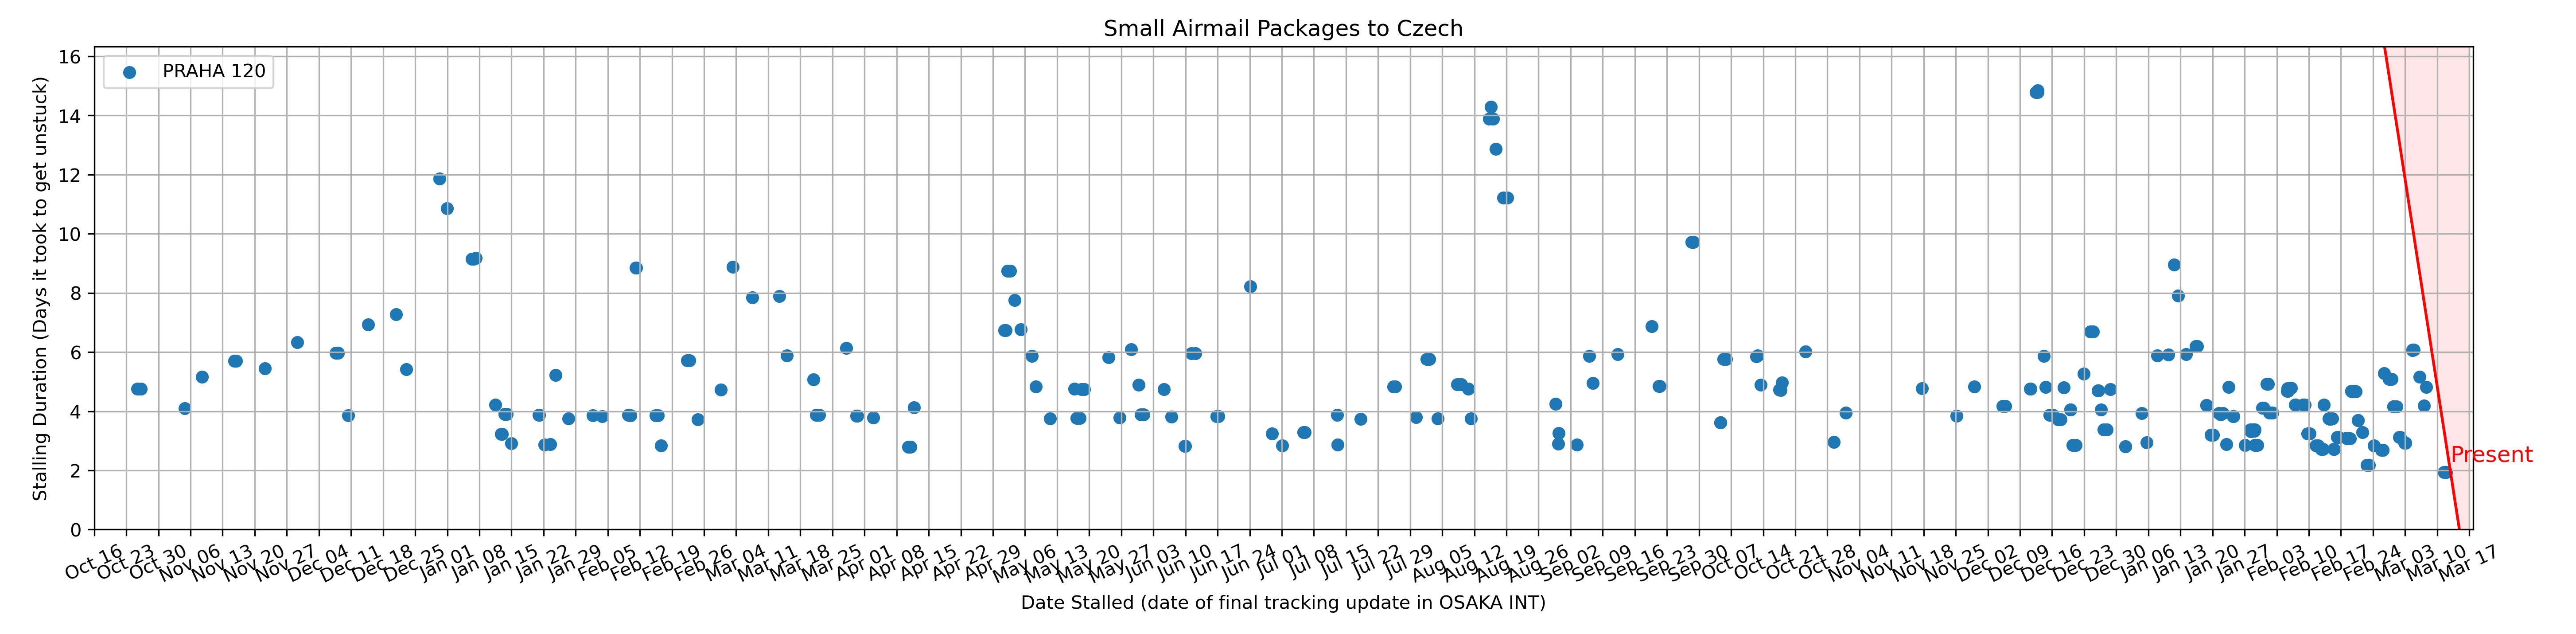 Small Airmail Packages to Czech
PRAHA 120
Stalling Duration (Days it took to get unstuck)
16
14
12
10
8
6
4
2
0
Present
Oct 16
Oct 23
Oct 30
Nov 06
Nov 13
Nov 20
Nov 27
Dec 04
Dec 11
Dec 18
Dec 25
Jan 01
Jan 08
Jan 15
Jan 22
Jan 29
Feb 05
Feb 12
Feb 19
Feb 26
Mar 04
Mar 11
Mar 18
Mar 25
Apr 01
Apr 08
Apr 15
Apr 22
Apr 29
May 06
May 13
May 20
May 27
Jun 03
Jun 10
Jun 17
Jun 24
Jul 01
Jul 08
Jul 15
Jul 22
Jul 29
Aug 05
Aug 12
Aug 19
Aug 26
Sep 02
Sep 09
Sep 16
Sep 23
Sep 30
Oct 07
Oct 14
Oct 21
Oct 28
Nov 04
Nov 11
Nov 18
Nov 25
Dec 02
Dec 09
Dec 16
Dec 23
Dec 30
Jan 06
Jan 13
Jan 20
Jan 27
Feb 03
Feb 10
Feb 17
Feb 24
Mar 03
Mar 10
Mar 17
Date Stalled (date of final tracking update in OSAKA INT)